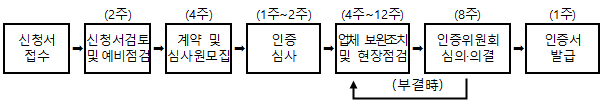 (2주) (4주) (1주~2주) (4주~12주) (8주) (1주)
신청서 신청서검토 계약 및 인증 업체 보완조치 인증위원회 인증서
접수 및 예비점검 심사원모집 심사 및 현장점검 심의·의결 발급
(부결時)